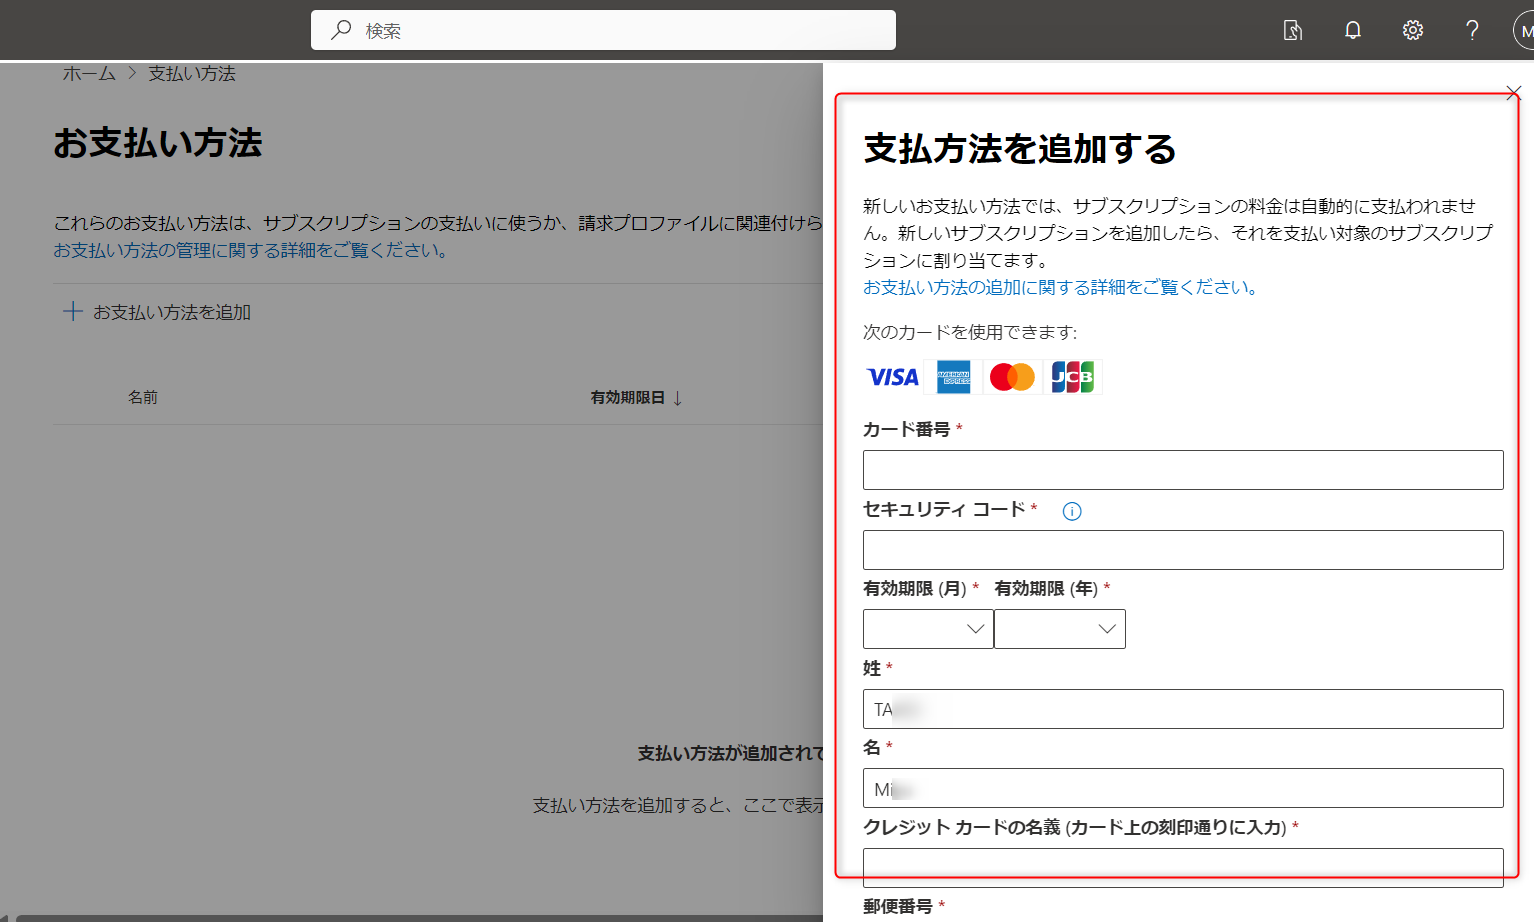 検索
ホーム > 支払い方法
お支払い方法
これらのお支払い方法は、サブスクリプションの支払いに使うか、請求プロファイルに関連付けら
お支払い方法の管理に関する詳細をご覧ください。
お支払い方法を追加
名前
有効期限日 ↓
支払い方法が追加されて
支払い方法を追加すると、ここで表示
支払方法を追加する
新しいお支払い方法では、サブスクリプションの料金は自動的に支払われませ
ん。新しいサブスクリプションを追加したら、それを支払い対象のサブスクリプ
ションに割り当てます。
お支払い方法の追加に関する詳細をご覧ください。
次のカードを使用できます:
VISA AMERICAN EXPRESS JCB
カード番号 *
セキュリティ コード *
有効期限 (月) * 有効期限 (年) *
姓 *
TA
名 *
Mi
クレジット カードの名義 (カード上の刻印通りに入力) *
郵便番号 *